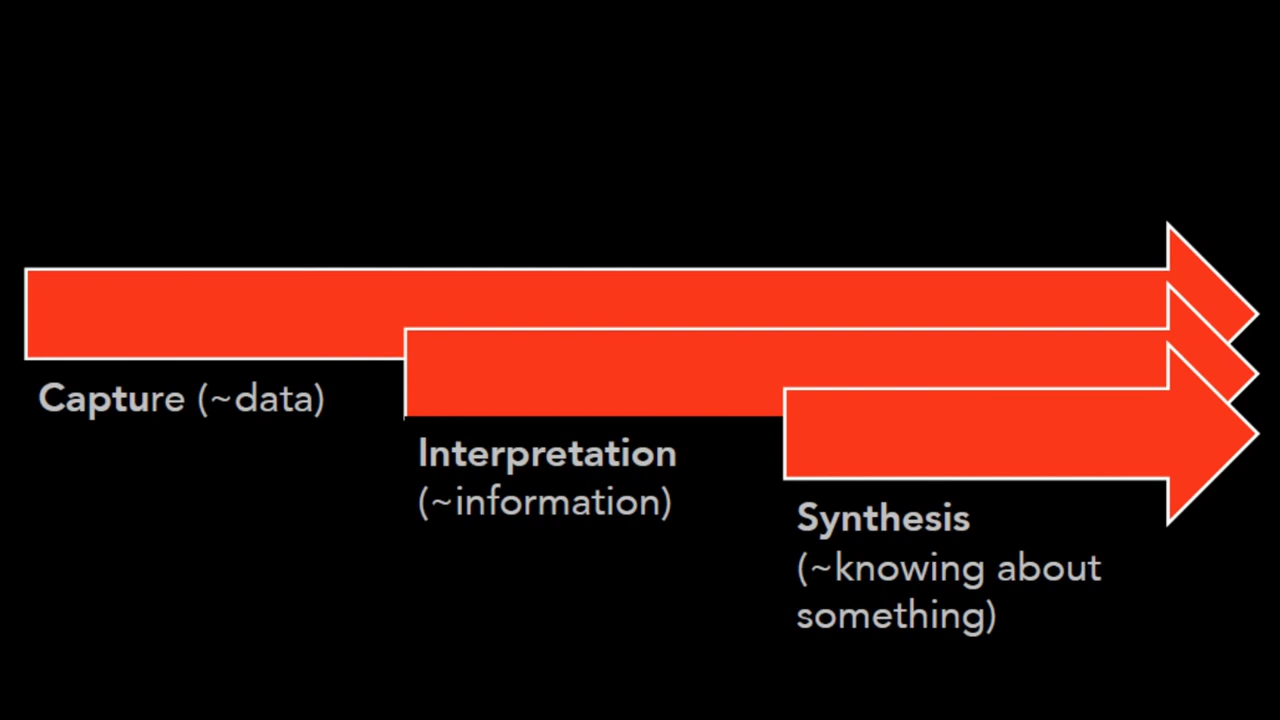 Capture (~data)
Interpretation
(~information)
Synthesis
(~knowing about
something)